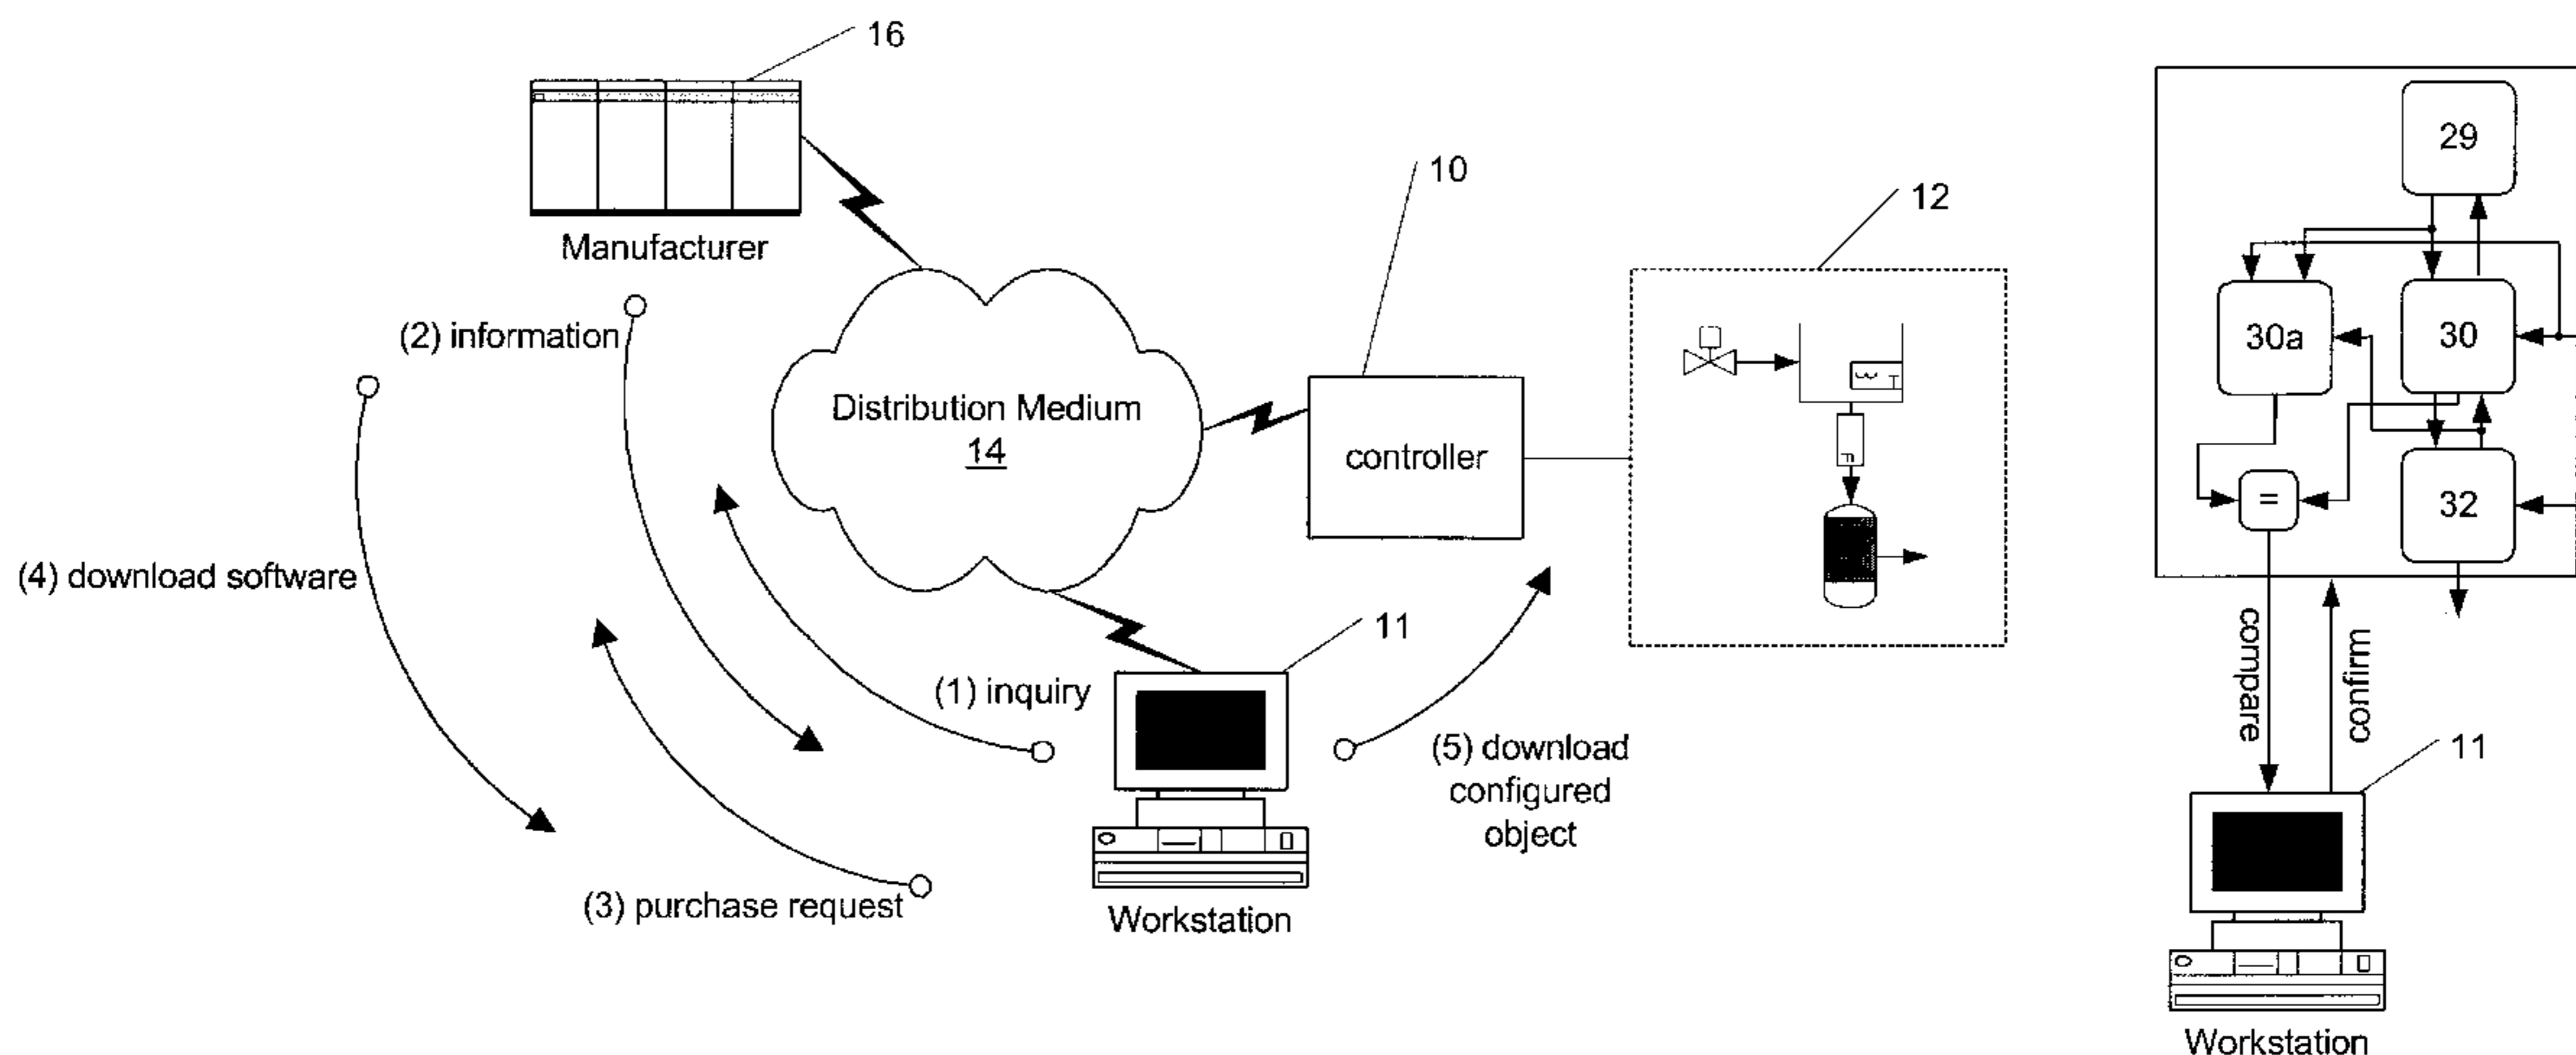 16
Manufacturer
10
12
(2) information
Distribution Medium
14
controller
(4) download software
11
(1) inquiry
(5) download
configured
object
(3) purchase request
Workstation
29
30a
30
=
32
compare
confirm
11
Workstation